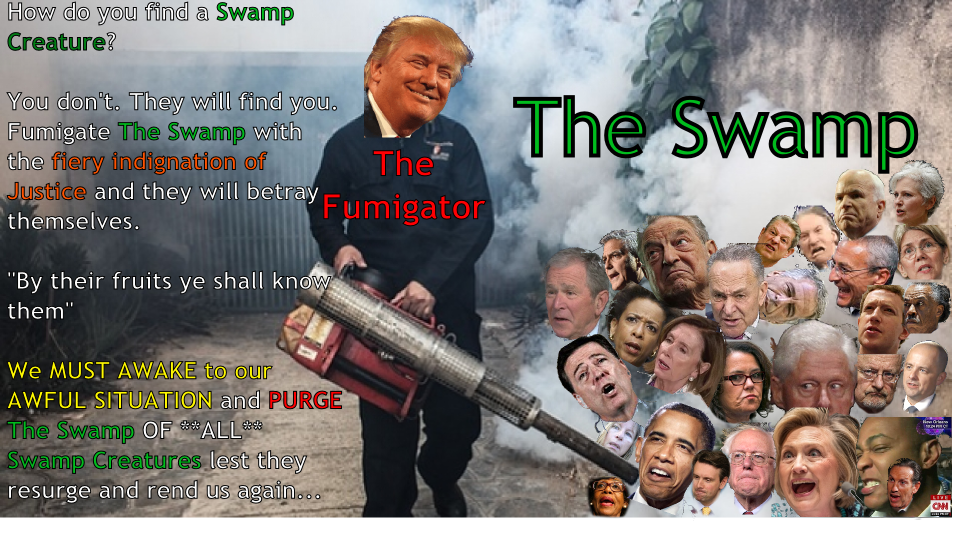 How do you find a Swamp
Creature?
You don't. They will find you.
Fumigate The Swamp with
the fiery indignation of
Justice and they will betray
themselves.
"By their fruits ye shall know
them"
We MUST AWAKE to our
AWFUL SITUATION and PURGE
The Swamp OF **ALL**
Swamp Creatures lest they
resurge and rend us again...
The
Fumigator
The Swamp
New Orleans
LIVE
CNN